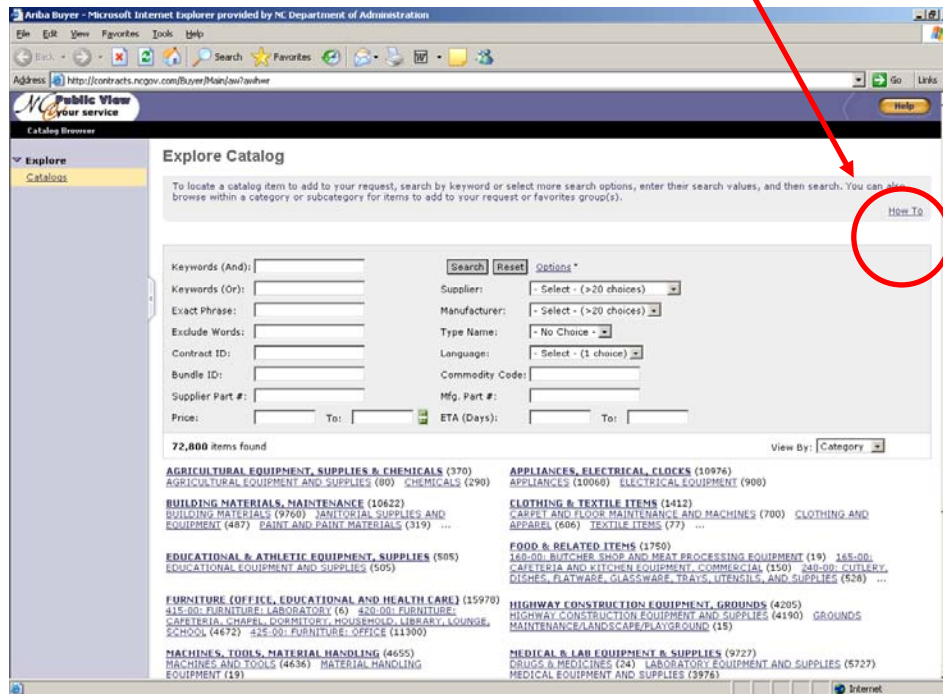 Ariba Buyer - Microsoft Internet Explorer provided by NC Department of Administration
File Edit View Favorites Tools Help
Back Search Favorites
Address http://contracts.ncgov.com/Buyer/Main/aw?awhwr Go Links
NC@ Public View
your service
Help
Catalog Browser
Explore
Catalogs
Explore Catalog
To locate a catalog item to add to your request, search by keyword or select more search options, enter their search values, and then search. You can also
browse within a category or subcategory for items to add to your request or favorites group(s).
How To
Keywords (And): Search Reset Options *
Keywords (Or): Supplier: - Select - (>20 choices)
Exact Phrase: Manufacturer: - Select - (>20 choices)
Exclude Words: Type Name: - No Choice -
Contract ID: Language: - Select - (1 choice)
Bundle ID: Commodity Code:
Supplier Part #: Mfg. Part #:
Price: To: ETA (Days): To:
72,800 items found View By: Category
AGRICULTURAL EQUIPMENT, SUPPLIES & CHEMICALS (370)
AGRICULTURAL EQUIPMENT AND SUPPLIES (80) CHEMICALS (290)
APPLIANCES, ELECTRICAL, CLOCKS (10976)
APPLIANCES (10068) ELECTRICAL EQUIPMENT (908)
BUILDING MATERIALS, MAINTENANCE (10622)
BUILDING MATERIALS (9760) JANITORIAL SUPPLIES AND
EQUIPMENT (487) PAINT AND PAINT MATERIALS (319) ...
CLOTHING & TEXTILE ITEMS (1412)
CARPET AND FLOOR MAINTENANCE AND MACHINES (700) CLOTHING AND
APPAREL (606) TEXTILE ITEMS (77) ...
EDUCATIONAL & ATHLETIC EQUIPMENT, SUPPLIES (505)
EDUCATIONAL EQUIPMENT AND SUPPLIES (505)
FOOD & RELATED ITEMS (1750)
160-00: BUTCHER SHOP AND MEAT PROCESSING EQUIPMENT (19) 165-00:
CAFETERIA AND KITCHEN EQUIPMENT, COMMERCIAL (150) 240-00: CUTLERY,
DISHES, FLATWARE, GLASSWARE, TRAYS, UTENSILS, AND SUPPLIES (528) ...
FURNITURE (OFFICE, EDUCATIONAL AND HEALTH CARE) (15978)
415-00: FURNITURE: LABORATORY (6) 420-00: FURNITURE:
CAFETERIA, CHAPEL, DORMITORY, HOUSEHOLD, LIBRARY, LOUNGE,
SCHOOL (4672) 425-00: FURNITURE: OFFICE (11300)
HIGHWAY CONSTRUCTION EQUIPMENT, GROUNDS (4205)
HIGHWAY CONSTRUCTION EQUIPMENT AND SUPPLIES (4190) GROUNDS
MAINTENANCE/LANDSCAPE/PLAYGROUND (15)
MACHINES, TOOLS, MATERIAL HANDLING (4655)
MACHINES AND TOOLS (4636) MATERIAL HANDLING
EQUIPMENT (19)
MEDICAL & LAB EQUIPMENT & SUPPLIES (9727)
DRUGS & MEDICINES (24) LABORATORY EQUIPMENT AND SUPPLIES (5727)
MEDICAL EQUIPMENT AND SUPPLIES (3976)
Internet